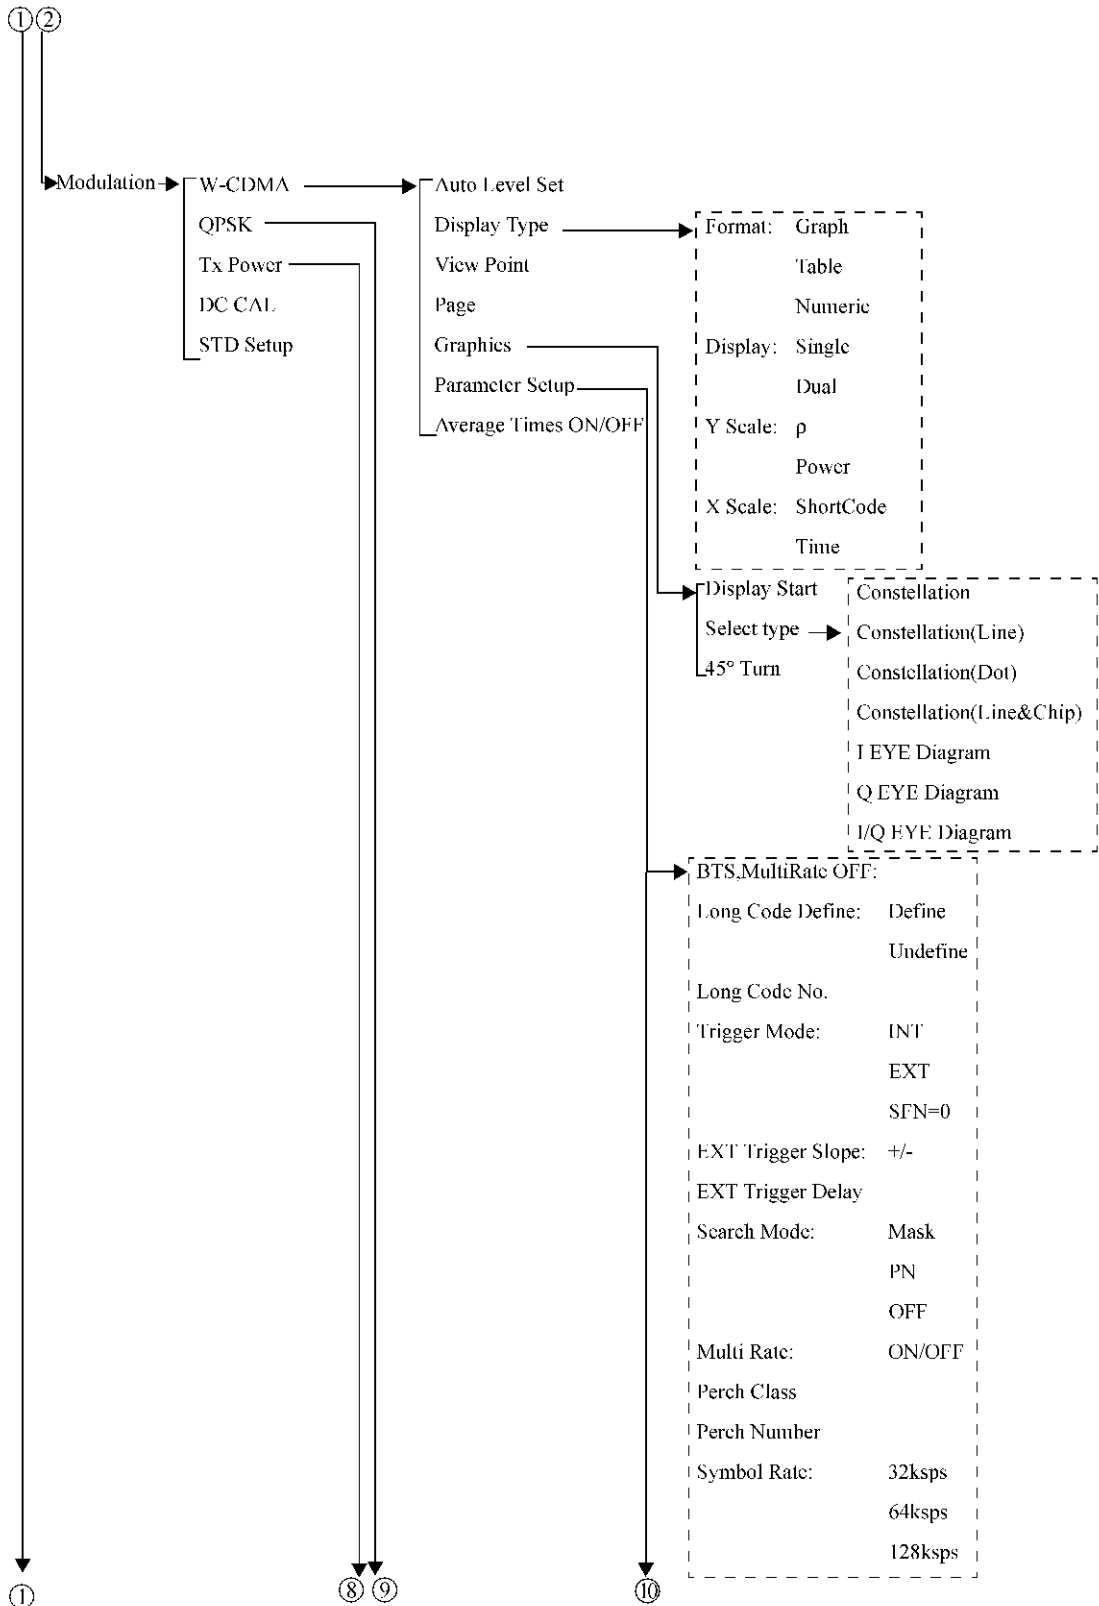 ① ②
Modulation W-CDMA Auto Level Set
QPSK Display Type Format: Graph
Tx Power View Point Table
DC CAL Page Numeric
STD Setup Graphics Display: Single
Parameter Setup Dual
Average Times ON/OFF Y Scale: ρ
Power
X Scale: ShortCode
Time
Display Start Constellation
Select type Constellation(Line)
45° Turn Constellation(Dot)
Constellation(Line&Chip)
I EYE Diagram
Q EYE Diagram
I/Q EYE Diagram
BTS,MultiRate OFF:
Long Code Define: Define
Undefine
Long Code No.
Trigger Mode: INT
EXT
SFN=0
EXT Trigger Slope: +/-
EXT Trigger Delay
Search Mode: Mask
PN
OFF
Multi Rate: ON/OFF
Perch Class
Perch Number
Symbol Rate: 32ksps
64ksps
128ksps
① ⑧ ⑨ ⑩